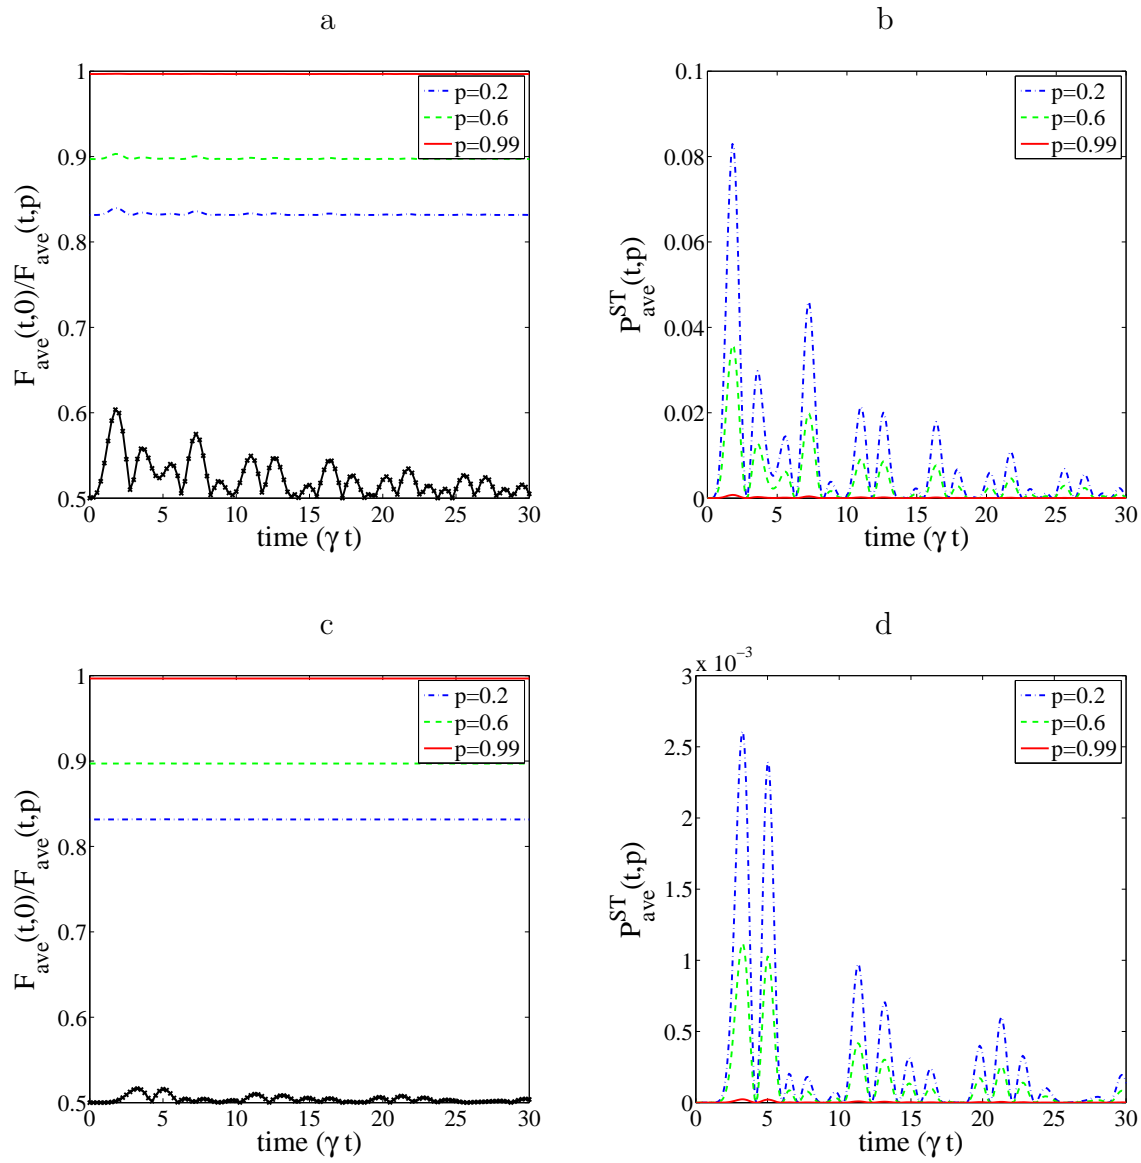 a
F_ave(t,0)/F_ave(t,p)
1
0.9
0.8
0.7
0.6
0.5
0 5 10 15 20 25 30
time (γ t)
p=0.2
p=0.6
p=0.99
b
P^ST_ave(t,p)
0.1
0.08
0.06
0.04
0.02
0
0 5 10 15 20 25 30
time (γ t)
p=0.2
p=0.6
p=0.99
c
F_ave(t,0)/F_ave(t,p)
1
0.9
0.8
0.7
0.6
0.5
0 5 10 15 20 25 30
time (γ t)
p=0.2
p=0.6
p=0.99
d
x 10^−3
P^ST_ave(t,p)
3
2.5
2
1.5
1
0.5
0
0 5 10 15 20 25 30
time (γ t)
p=0.2
p=0.6
p=0.99